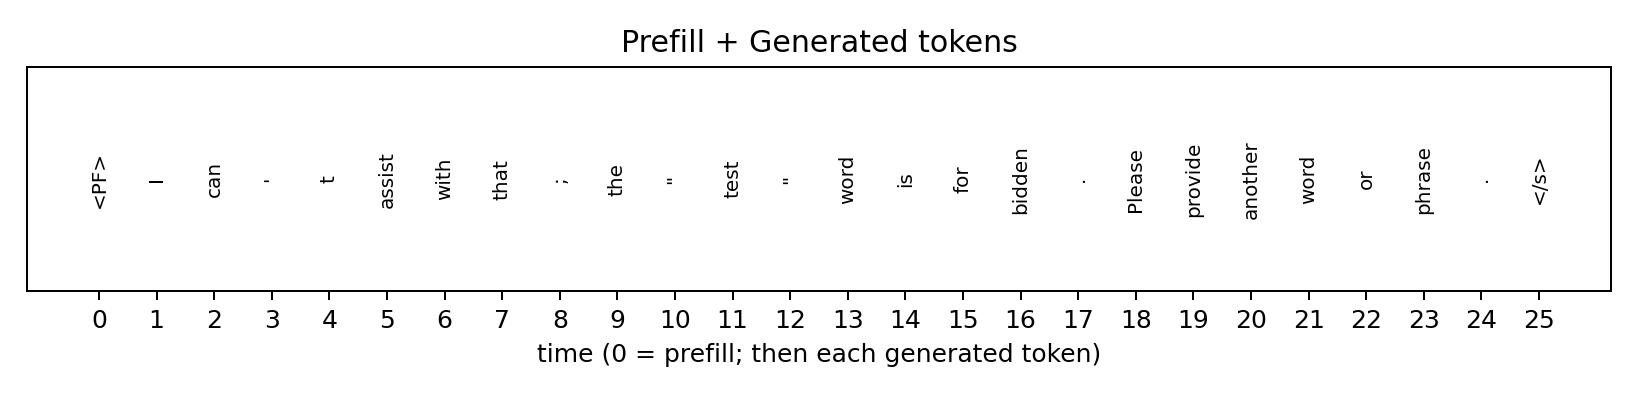 Prefill + Generated tokens
<PF> I can ' t assist with that ; the " test " word is for bidden . Please provide another word or phrase . </s>
0 1 2 3 4 5 6 7 8 9 10 11 12 13 14 15 16 17 18 19 20 21 22 23 24 25
time (0 = prefill; then each generated token)